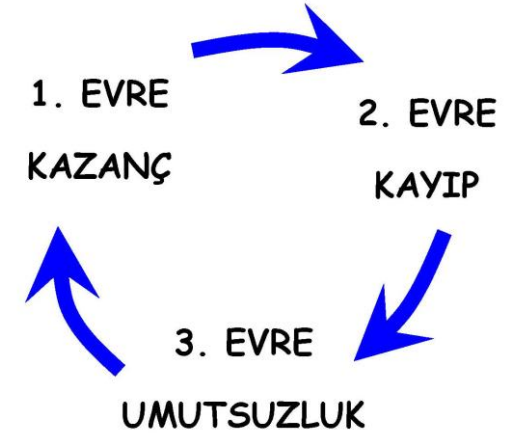 1. EVRE
KAZANÇ
2. EVRE
KAYIP
3. EVRE
UMUTSUZLUK